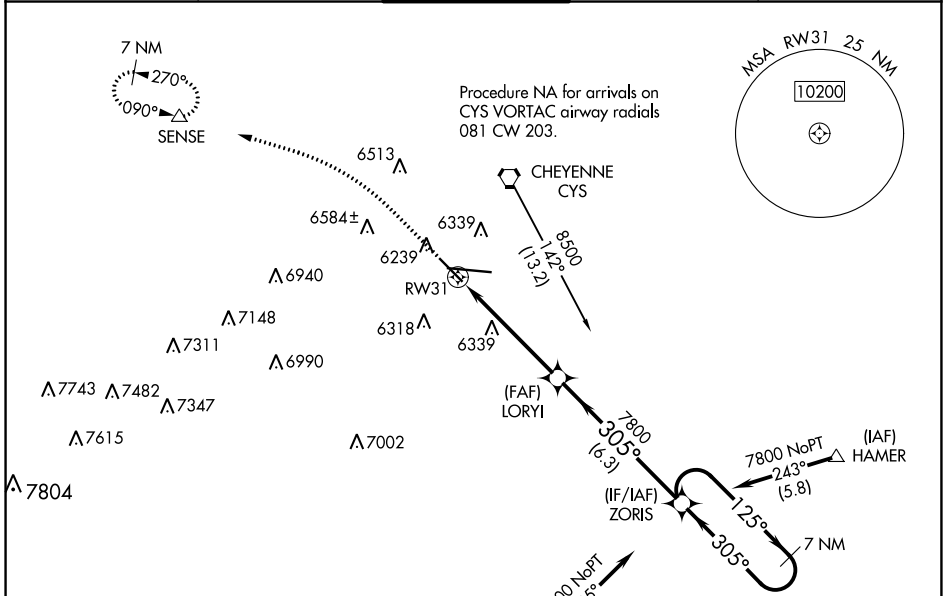 7 NM
270°
090°
SENSE
Procedure NA for arrivals on
CYS VORTAC airway radials
081 CW 203.
MSA RW31 25 NM
10200
CHEYENNE
CYS
8500
142°
(13.2)
6513
6584±
6339
6239
6940
RW31
7148
6318
6339
7311
6990
7743
7482
7347
(FAF)
LORYI
7615
7002
7800
305°
(6.3)
7804
7800 NoPT
243°
(5.8)
(IAF)
HAMER
(IF/IAF)
ZORIS
125°
305°
7 NM
NoPT